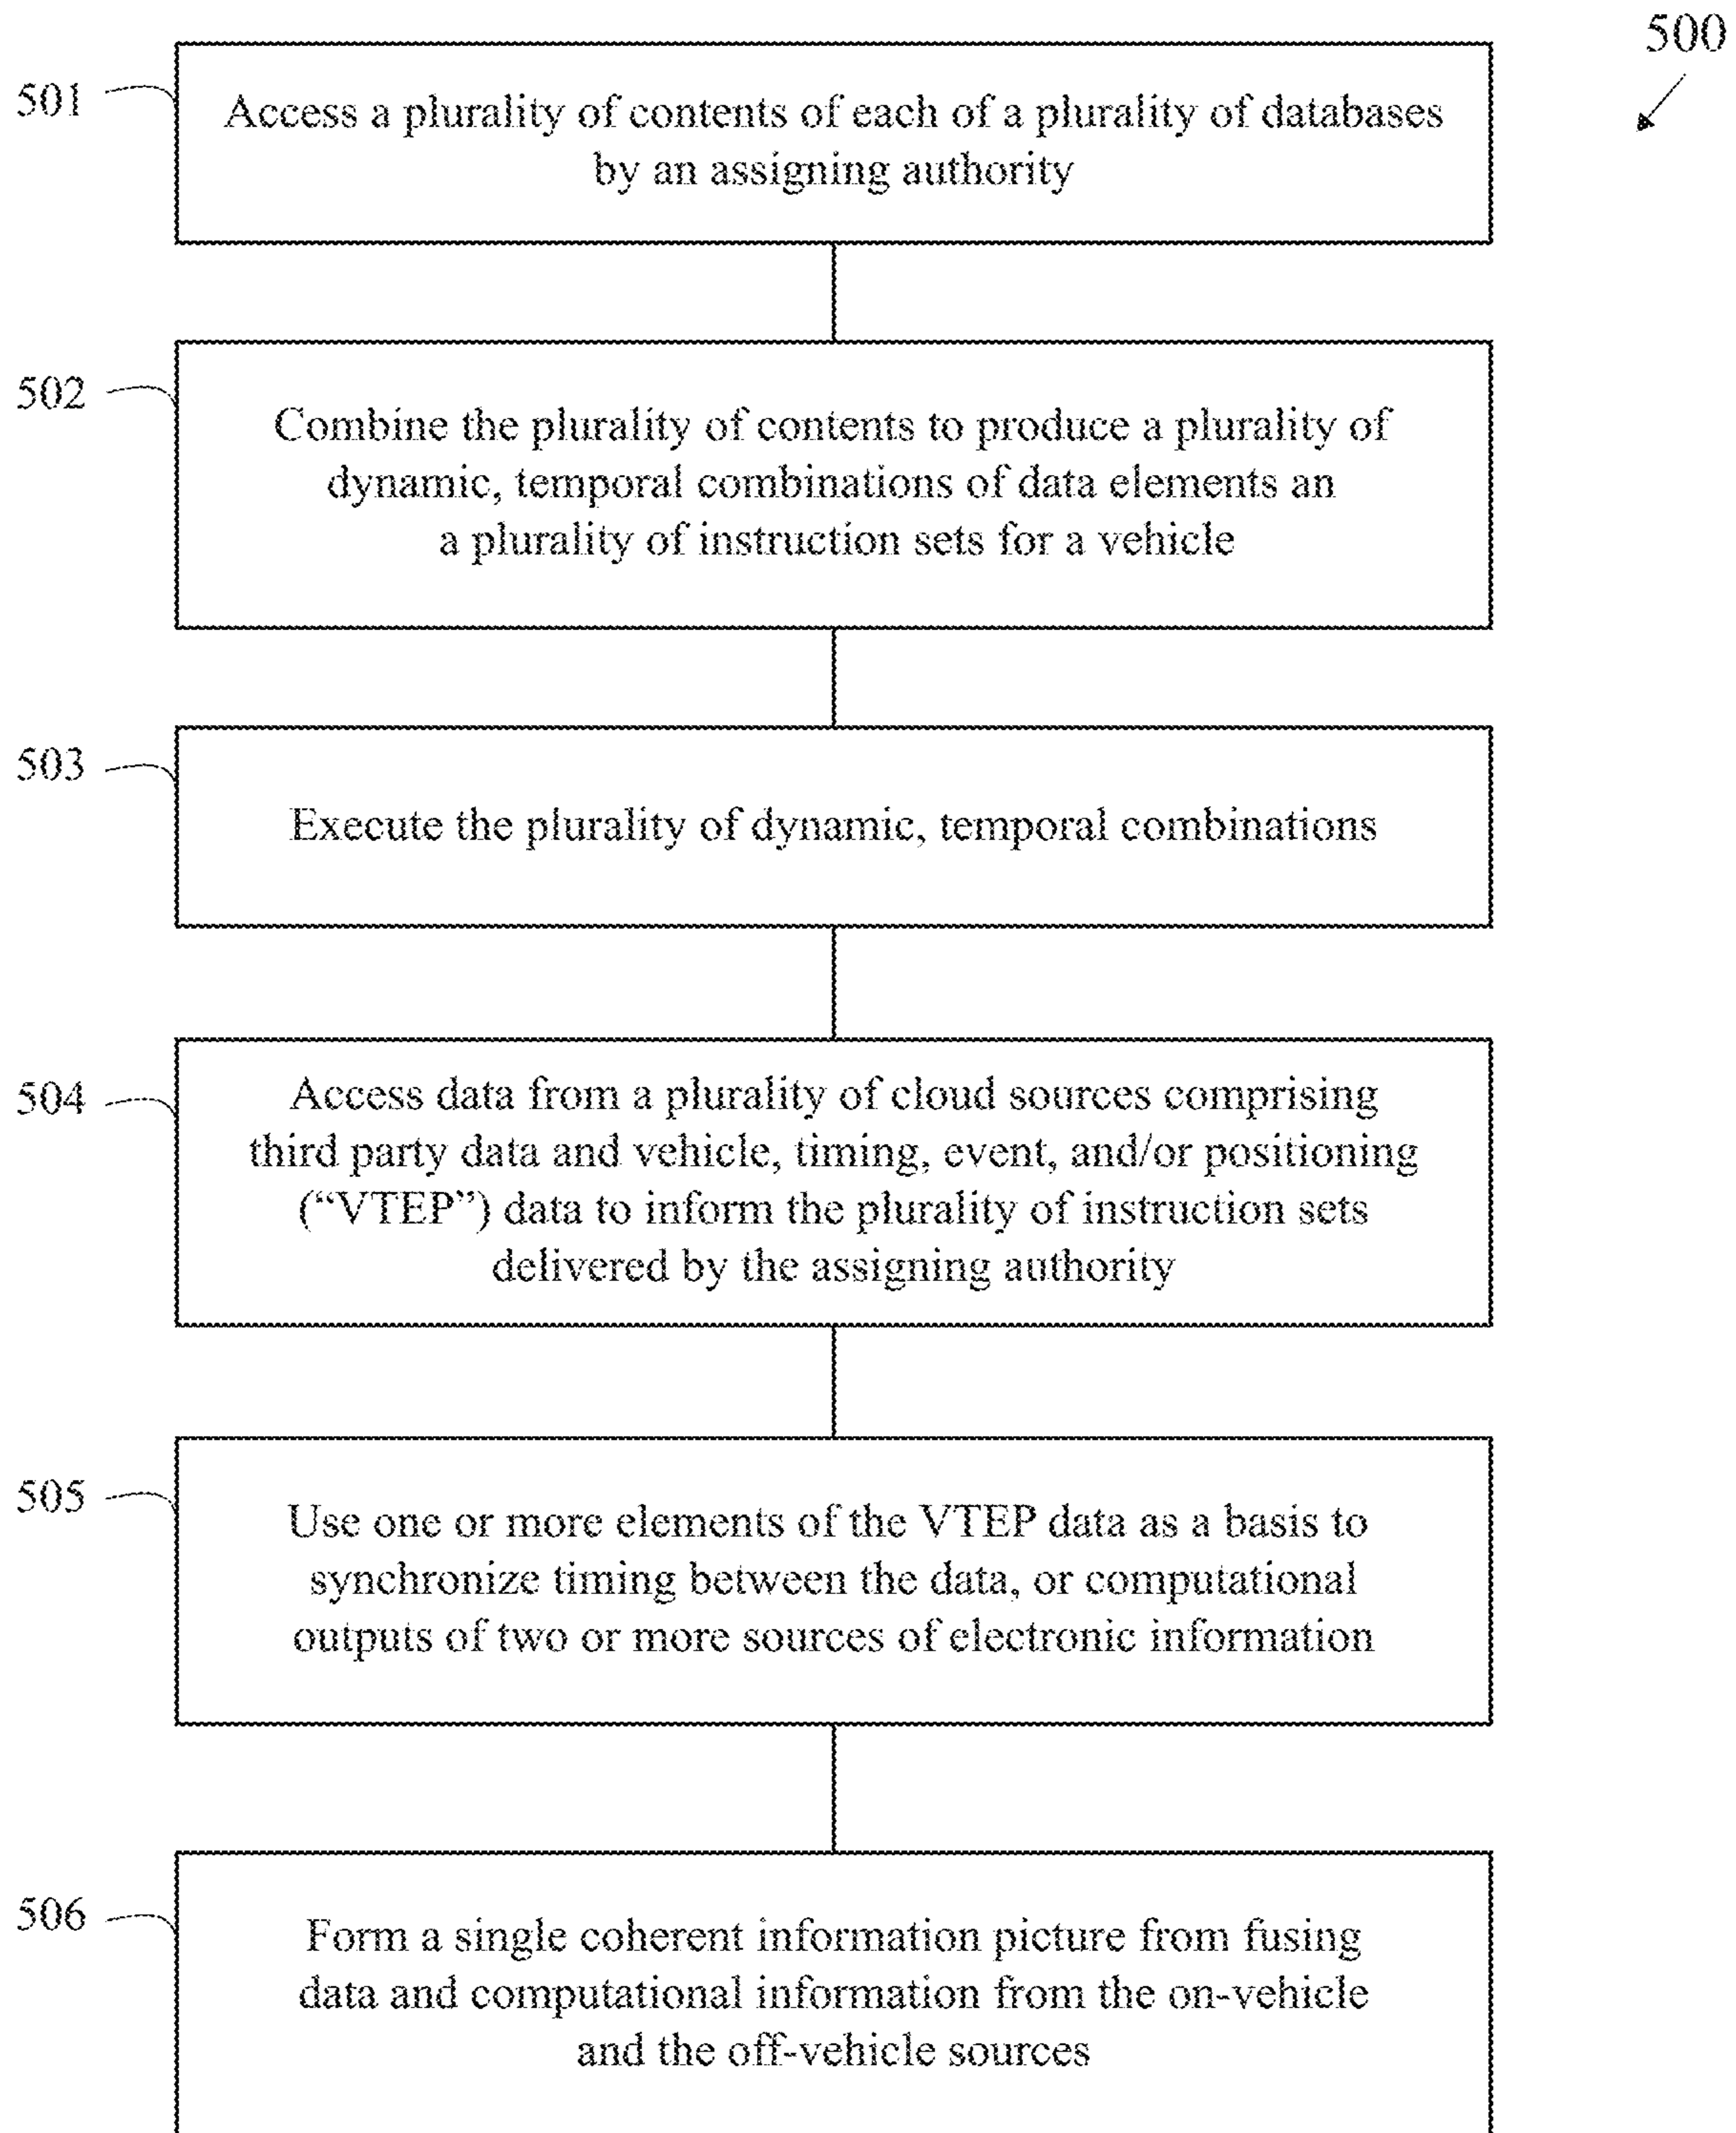 500
501
Access a plurality of contents of each of a plurality of databases
by an assigning authority
502
Combine the plurality of contents to produce a plurality of
dynamic, temporal combinations of data elements an
a plurality of instruction sets for a vehicle
503
Execute the plurality of dynamic, temporal combinations
504
Access data from a plurality of cloud sources comprising
third party data and vehicle, timing, event, and/or positioning
(“VTEP”) data to inform the plurality of instruction sets
delivered by the assigning authority
505
Use one or more elements of the VTEP data as a basis to
synchronize timing between the data, or computational
outputs of two or more sources of electronic information
506
Form a single coherent information picture from fusing
data and computational information from the on-vehicle
and the off-vehicle sources